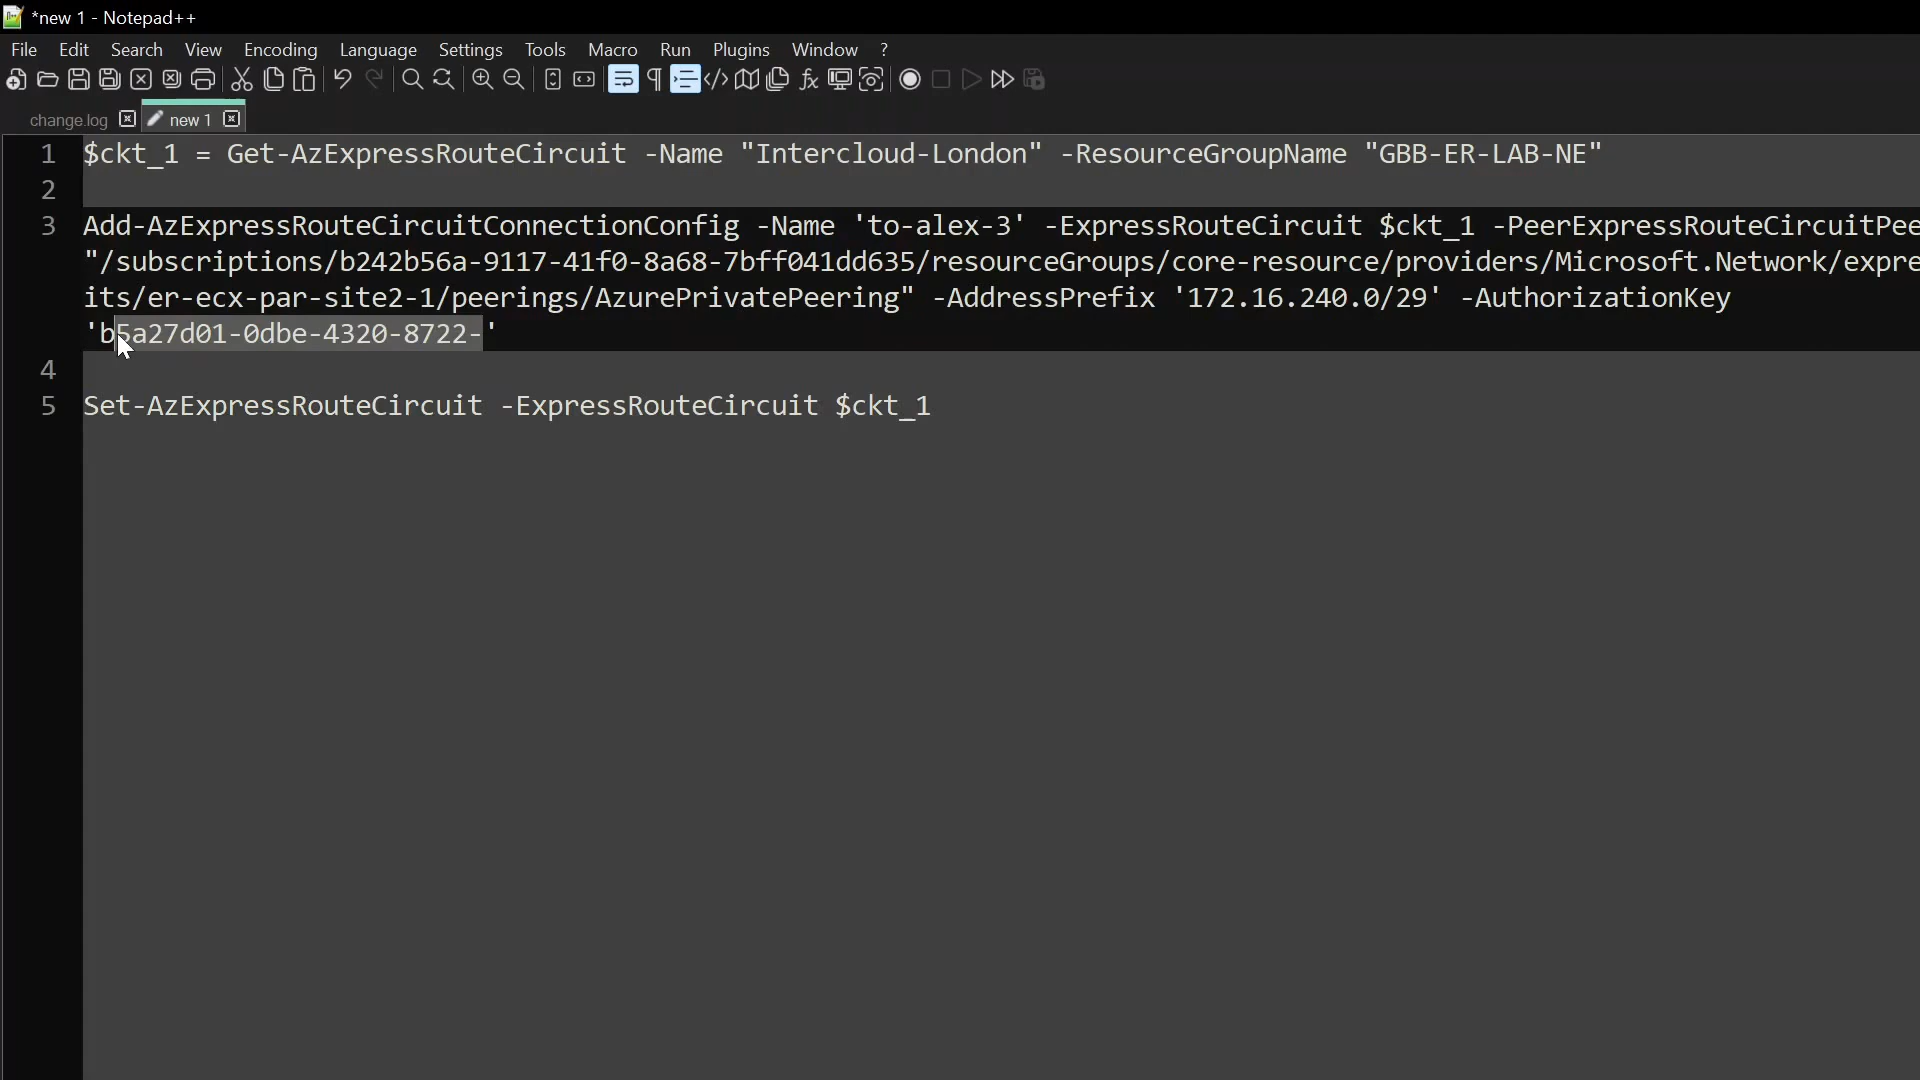 *new 1 - Notepad++
File Edit Search View Encoding Language Settings Tools Macro Run Plugins Window ?
change.log new 1
1 $ckt_1 = Get-AzExpressRouteCircuit -Name "Intercloud-London" -ResourceGroupName "GBB-ER-LAB-NE"
2
3 Add-AzExpressRouteCircuitConnectionConfig -Name 'to-alex-3' -ExpressRouteCircuit $ckt_1 -PeerExpressRouteCircuitPee
"/subscriptions/b242b56a-9117-41f0-8a68-7bff041dd635/resourceGroups/core-resource/providers/Microsoft.Network/expre
its/er-ecx-par-site2-1/peerings/AzurePrivatePeering" -AddressPrefix '172.16.240.0/29' -AuthorizationKey
'b5a27d01-0dbe-4320-8722-'
4
5 Set-AzExpressRouteCircuit -ExpressRouteCircuit $ckt_1